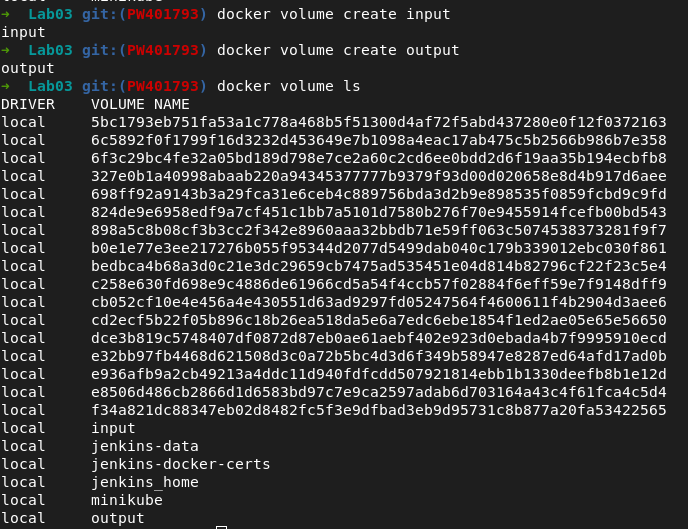 ➜ Lab03 git:(PW401793) docker volume create input
input
➜ Lab03 git:(PW401793) docker volume create output
output
➜ Lab03 git:(PW401793) docker volume ls
DRIVER    VOLUME NAME
local     5bc1793eb751fa53a1c778a468b5f51300d4af72f5abd437280e0f12f0372163
local     6c5892f0f1799f16d3232d453649e7b1098a4eac17ab475c5b2566b986b7e358
local     6f3c29bc4fe32a05bd189d798e7ce2a60c2cd6ee0bdd2d6f19aa35b194ecbfb8
local     327e0b1a40998abaab220a94345377777b9379f93d00d020658e8d4b917d6aee
local     698ff92a9143b3a29fca31e6ceb4c889756bda3d2b9e898535f0859fcbd9c9fd
local     824de9e6958edf9a7cf451c1bb7a5101d7580b276f70e9455914fcefb00bd543
local     898a5c8b08cf3b3cc2f342e8960aaa32bbdb71e59ff063c5074538373281f9f7
local     b0e1e77e3ee217276b055f95344d2077d5499dab040c179b339012ebc030f861
local     bedbca4b68a3d0c21e3dc29659cb7475ad535451e04d814b82796cf22f23c5e4
local     c258e630fd698e9c4886de61966cd5a54f4ccb57f02884f6eff59e7f9148dff9
local     cb052cf10e4e456a4e430551d63ad9297fd05247564f4600611f4b2904d3aee6
local     cd2ecf5b22f05b896c18b26ea518da5e6a7edc6ebe1854f1ed2ae05e65e56650
local     dce3b819c5748407df0872d87eb0ae61aebf402e923d0ebada4b7f9995910ecd
local     e32bb97fb4468d621508d3c0a72b5bc4d3d6f349b58947e8287ed64afd17ad0b
local     e936afb9a2cb49213a4ddc11d940fdfcdd507921814ebb1b1330deefb8b1e12d
local     e8506d486cb2866d1d6583bd97c7e9ca2597adab6d703164a43c4f61fca4c5d4
local     f34a821dc88347eb02d8482fc5f3e9dfbad3eb9d95731c8b877a20fa53422565
local     input
local     jenkins-data
local     jenkins-docker-certs
local     jenkins_home
local     minikube
local     output